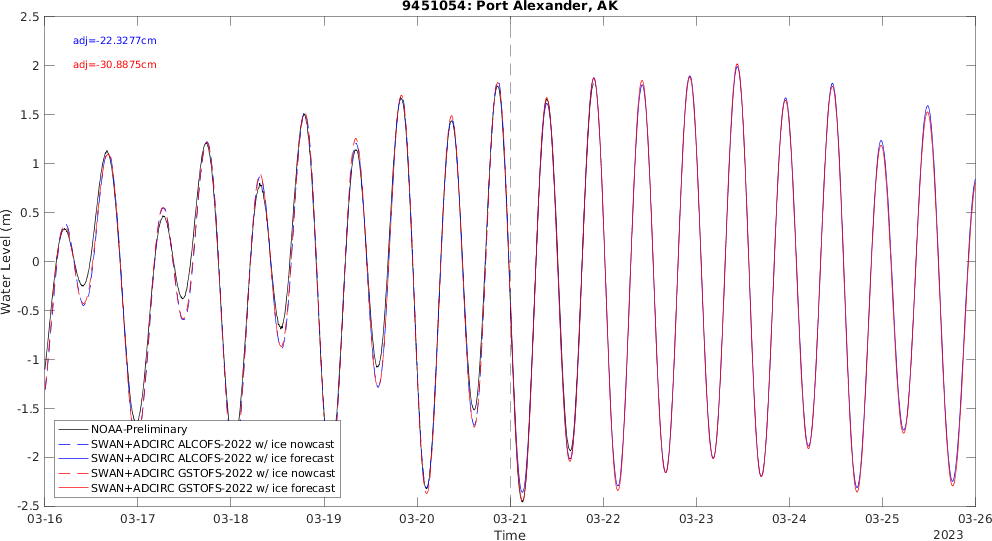 9451054: Port Alexander, AK
adj=-22.3277cm
adj=-30.8875cm
Water Level (m)
2.5
2
1.5
1
0.5
0
-0.5
-1
-1.5
-2
-2.5
NOAA-Preliminary
SWAN+ADCIRC ALCOFS-2022 w/ ice nowcast
SWAN+ADCIRC ALCOFS-2022 w/ ice forecast
SWAN+ADCIRC GSTOFS-2022 w/ ice nowcast
SWAN+ADCIRC GSTOFS-2022 w/ ice forecast
03-16 03-17 03-18 03-19 03-20 03-21 03-22 03-23 03-24 03-25 03-26
Time
2023